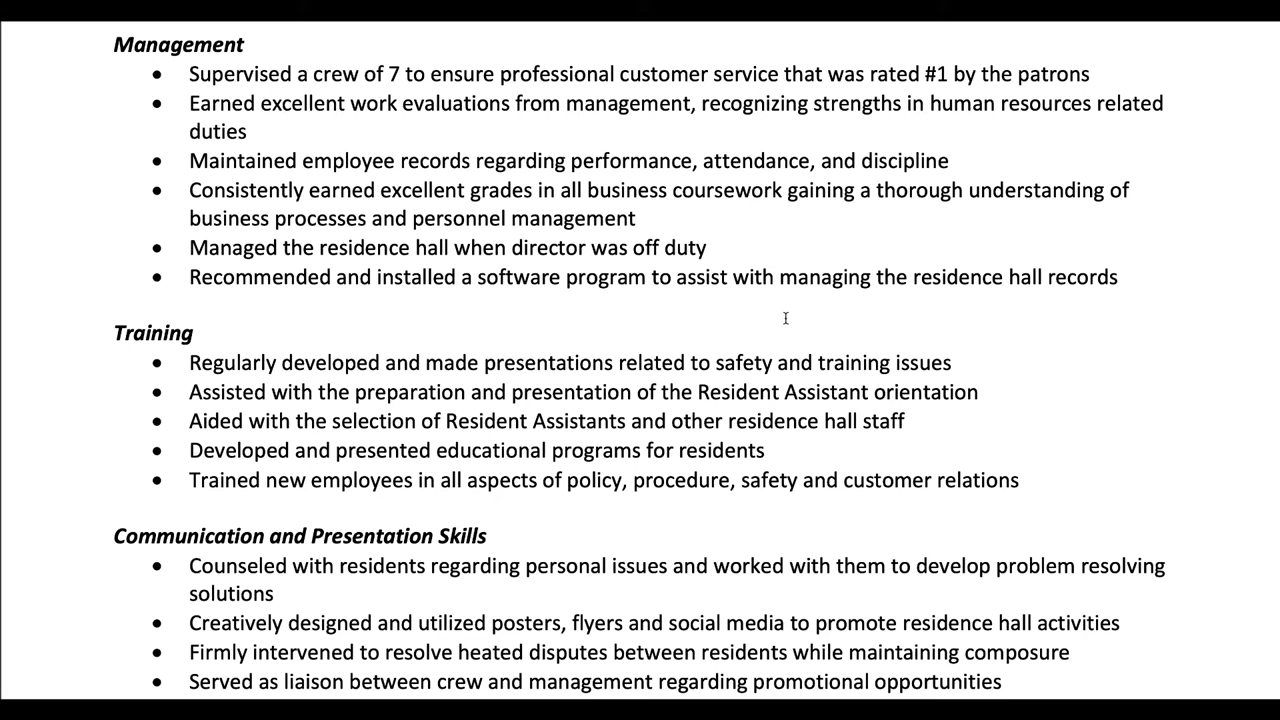 Management
• Supervised a crew of 7 to ensure professional customer service that was rated #1 by the patrons
• Earned excellent work evaluations from management, recognizing strengths in human resources related
duties
• Maintained employee records regarding performance, attendance, and discipline
• Consistently earned excellent grades in all business coursework gaining a thorough understanding of
business processes and personnel management
• Managed the residence hall when director was off duty
• Recommended and installed a software program to assist with managing the residence hall records
Training
• Regularly developed and made presentations related to safety and training issues
• Assisted with the preparation and presentation of the Resident Assistant orientation
• Aided with the selection of Resident Assistants and other residence hall staff
• Developed and presented educational programs for residents
• Trained new employees in all aspects of policy, procedure, safety and customer relations
Communication and Presentation Skills
• Counseled with residents regarding personal issues and worked with them to develop problem resolving
solutions
• Creatively designed and utilized posters, flyers and social media to promote residence hall activities
• Firmly intervened to resolve heated disputes between residents while maintaining composure
• Served as liaison between crew and management regarding promotional opportunities